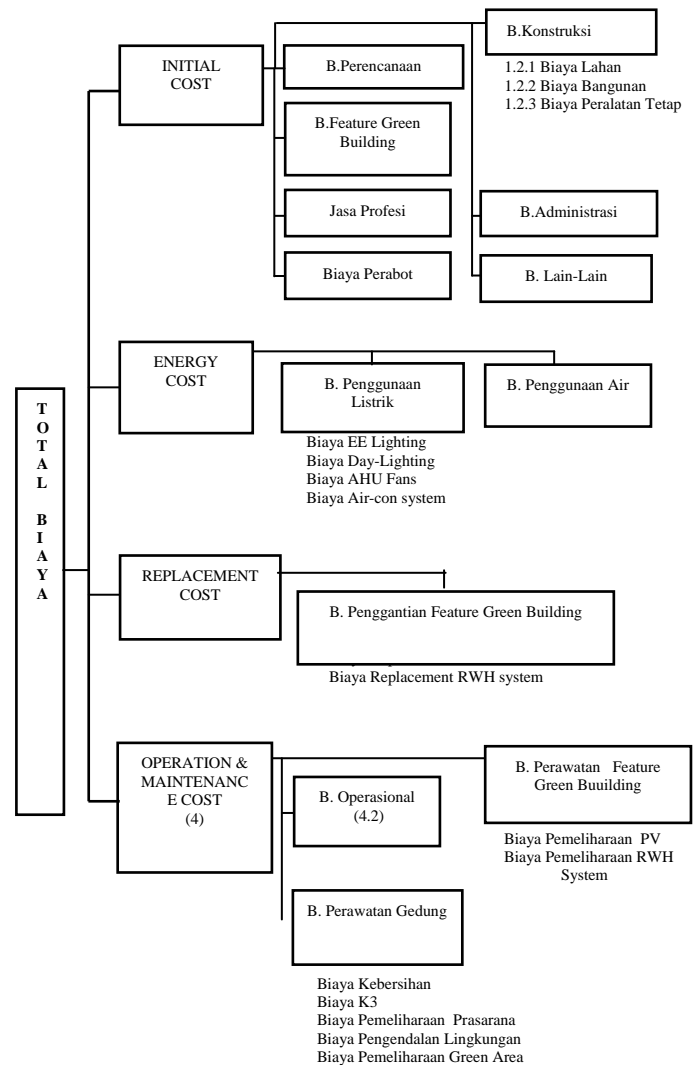 B.Konstruksi
INITIAL
COST
B.Perencanaan
1.2.1 Biaya Lahan
1.2.2 Biaya Bangunan
1.2.3 Biaya Peralatan Tetap
B.Feature Green
Building
Jasa Profesi
B.Administrasi
Biaya Perabot
B. Lain-Lain
ENERGY
COST
B. Penggunaan
Listrik
B. Penggunaan Air
Biaya EE Lighting
Biaya Day-Lighting
Biaya AHU Fans
Biaya Air-con system
TOTAL BIAYA
REPLACEMENT
COST
B. Penggantian Feature Green Building
Biaya Replacement RWH system
OPERATION &
MAINTENANC
E COST
(4)
B. Operasional
(4.2)
B. Perawatan Feature
Green Buuilding
Biaya Pemeliharaan PV
Biaya Pemeliharaan RWH
System
B. Perawatan Gedung
Biaya Kebersihan
Biaya K3
Biaya Pemeliharaan Prasarana
Biaya Pengendalan Lingkungan
Biaya Pemeliharaan Green Area